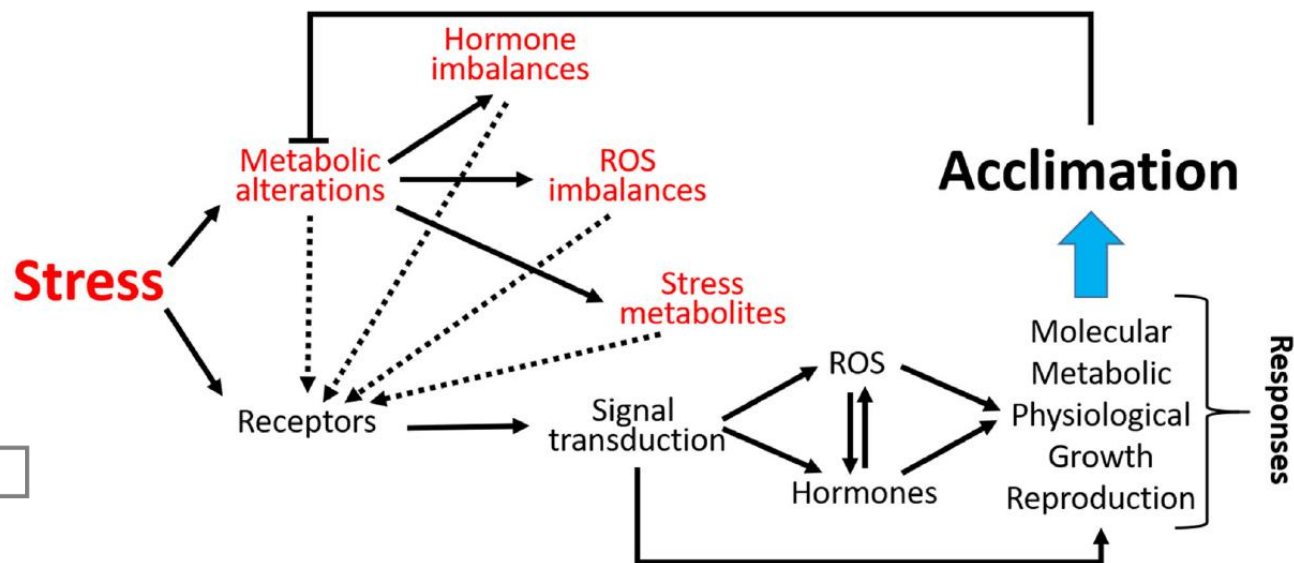 Hormone
imbalances
Metabolic
alterations
ROS
imbalances
Acclimation
Stress
Stress
metabolites
Receptors
Signal
transduction
ROS
Hormones
Molecular
Metabolic
Physiological
Growth
Reproduction
Responses